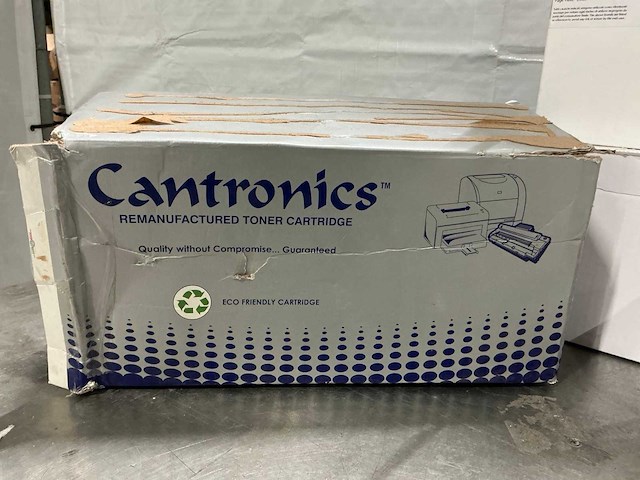 Cantronics™
REMANUFACTURED TONER CARTRIDGE
Quality without Compromise... Guaranteed
ECO FRIENDLY CARTRIDGE